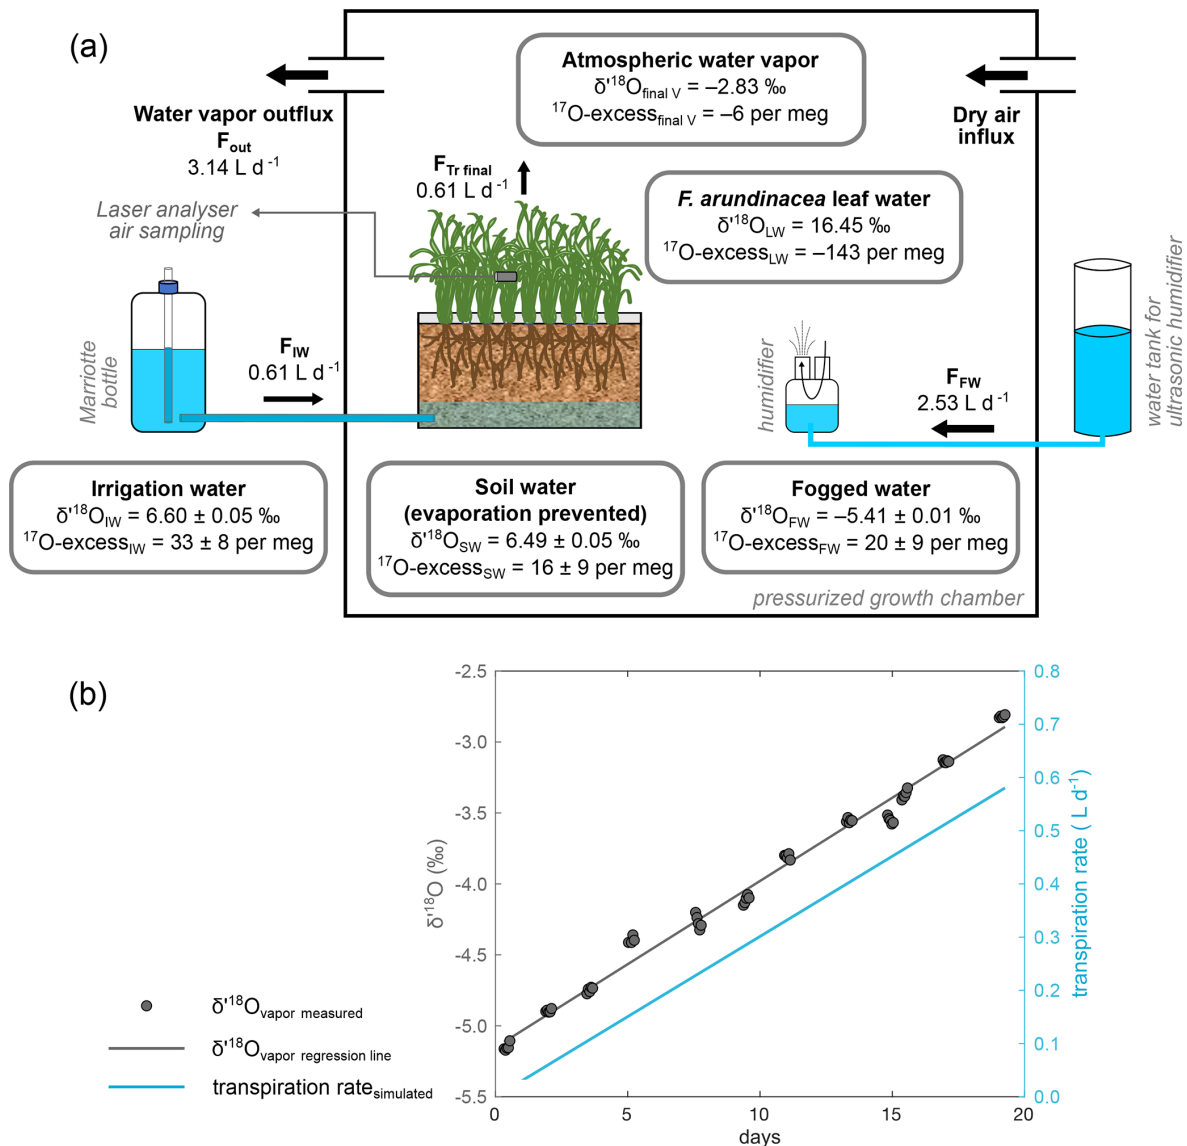 (a)
Atmospheric water vapor
δ'¹⁸O_final V = –2.83 ‰
¹⁷O-excess_final V = –6 per meg
Water vapor outflux
F_out
3.14 L d⁻¹
Dry air
influx
F_Tr final
0.61 L d⁻¹
Laser analyser
air sampling
F. arundinacea leaf water
δ'¹⁸O_LW = 16.45 ‰
¹⁷O-excess_LW = –143 per meg
Marriotte
bottle
F_IW
0.61 L d⁻¹
humidifier
F_FW
2.53 L d⁻¹
water tank for
ultrasonic humidifier
Irrigation water
δ'¹⁸O_IW = 6.60 ± 0.05 ‰
¹⁷O-excess_IW = 33 ± 8 per meg
Soil water
(evaporation prevented)
δ'¹⁸O_SW = 6.49 ± 0.05 ‰
¹⁷O-excess_SW = 16 ± 9 per meg
Fogged water
δ'¹⁸O_FW = –5.41 ± 0.01 ‰
¹⁷O-excess_FW = 20 ± 9 per meg
pressurized growth chamber
(b)
-2.5
-3.0
-3.5
-4.0
-4.5
-5.0
-5.5
δ'¹⁸O (‰)
0.8
0.7
0.6
0.5
0.4
0.3
0.2
0.1
0.0
transpiration rate ( L d⁻¹)
0 5 10 15 20
days
δ'¹⁸O_vapor measured
δ'¹⁸O_vapor regression line
transpiration rate_simulated